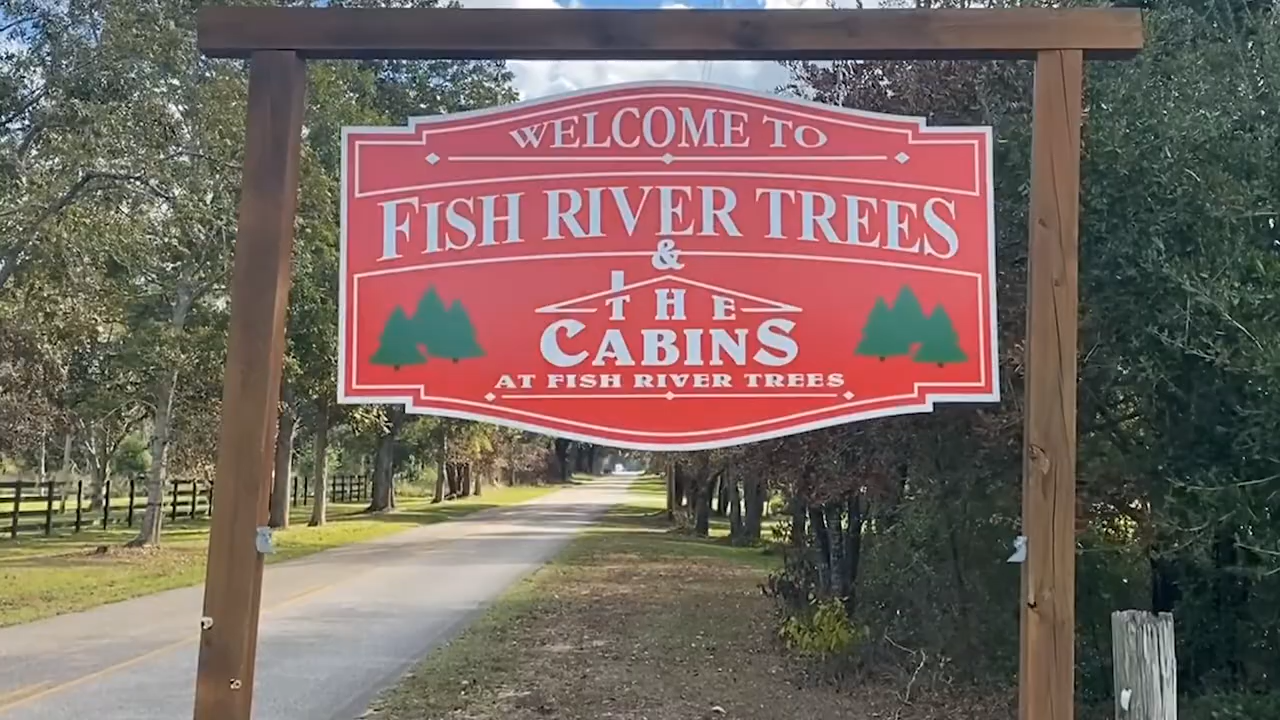 WELCOME TO
FISH RIVER TREES
&
THE
CABINS
AT FISH RIVER TREES